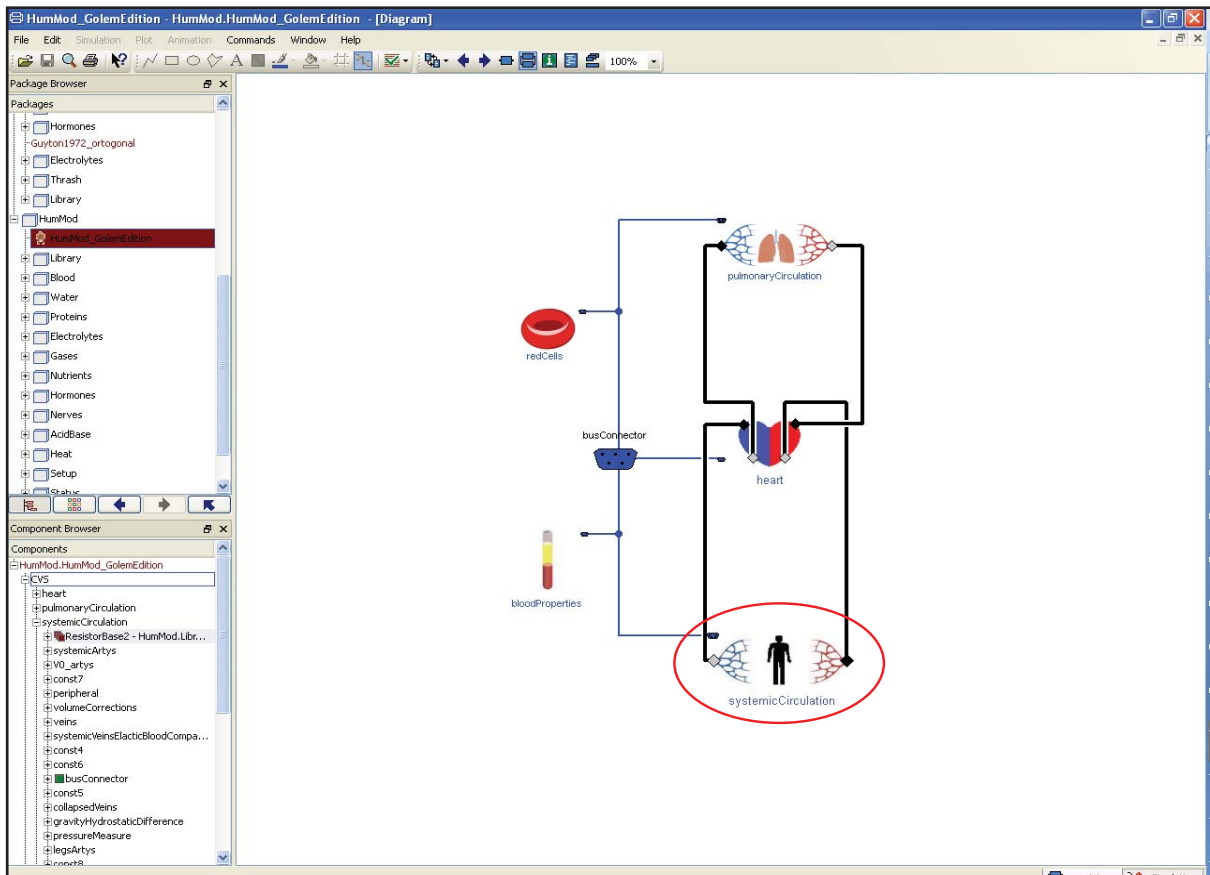 HumMod_GolemEdition - HumMod.HumMod_GolemEdition - [Diagram]
File Edit Simulation Plot Animation Commands Window Help
100%
Package Browser
Packages
Hormones
Guyton1972_ortogonal
Electrolytes
Thrash
Library
HumMod
HumMod_GolemEdition
Library
Blood
Water
Proteins
Electrolytes
Gases
Nutrients
Hormones
Nerves
AcidBase
Heat
Setup
Status
Component Browser
Components
HumMod.HumMod_GolemEdition
CVS
heart
pulmonaryCirculation
systemicCirculation
ResistorBase2 - HumMod.Libr...
systemicArtys
V0_artys
const7
peripheral
volumeCorrections
veins
systemicVeinsElacticBloodCompa...
const4
const6
busConnector
const5
collapsedVeins
gravityHydrostaticDifference
pressureMeasure
legsArtys
const8
pulmonaryCirculation
redCells
busConnector
heart
bloodProperties
systemicCirculation